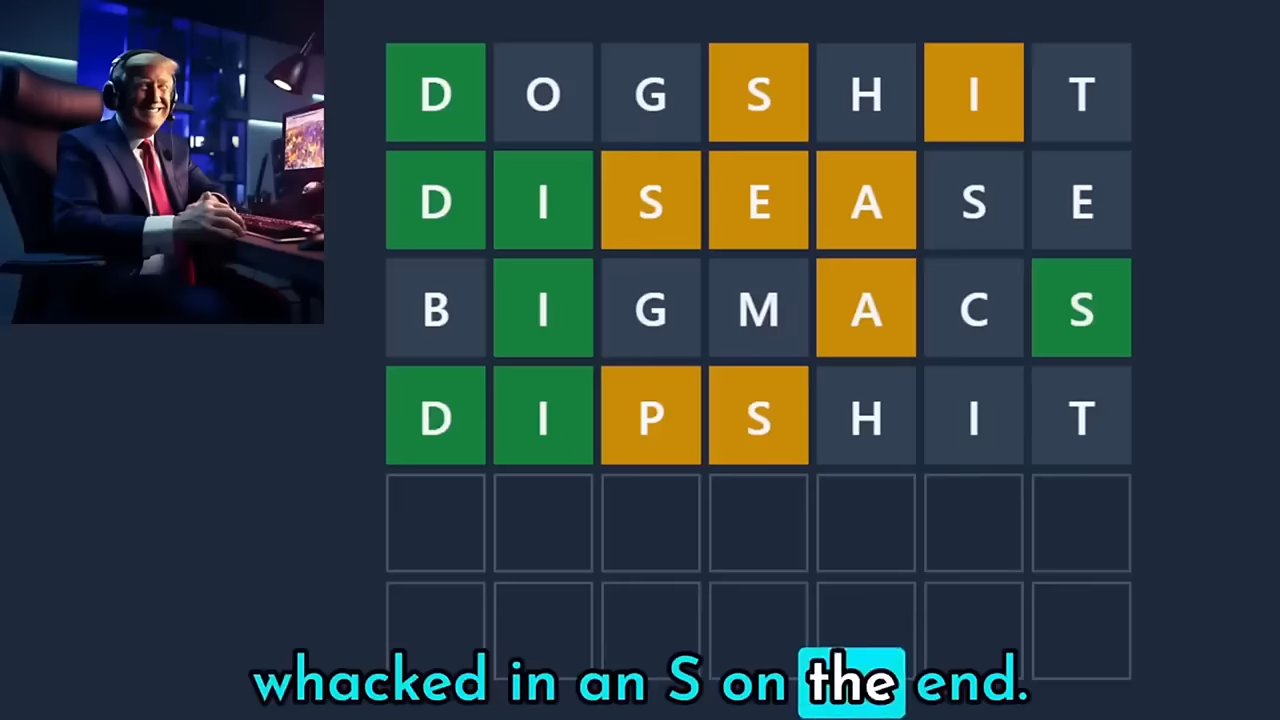 DOGSHIT
DISEASE
BIGMACS
DIPSHIT
whacked in an S on the end.